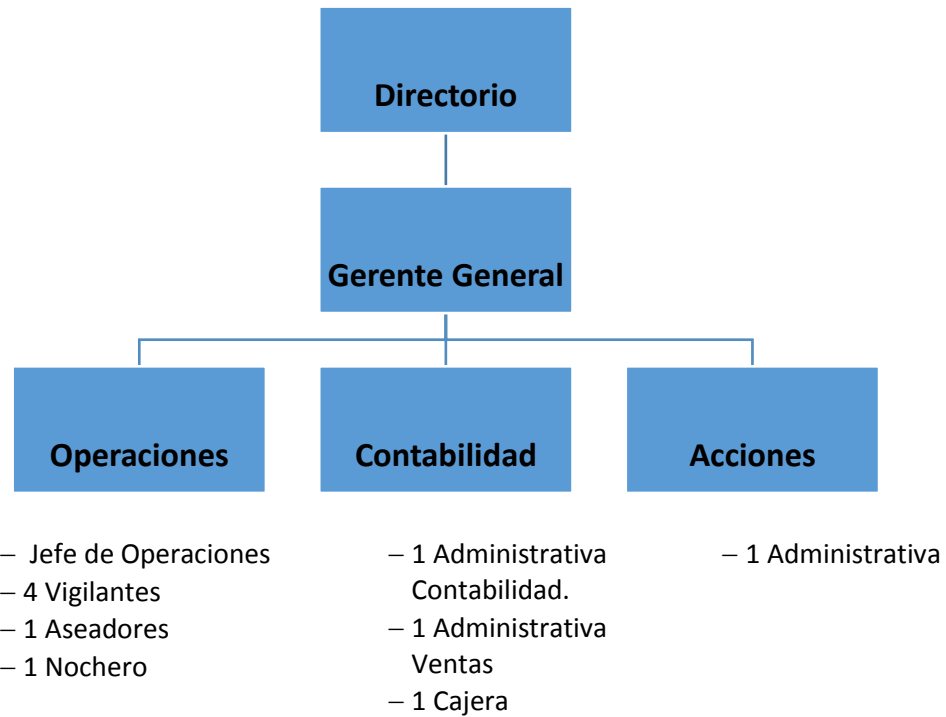 Directorio
Gerente General
Operaciones
Contabilidad
Acciones
– Jefe de Operaciones
– 4 Vigilantes
– 1 Aseadores
– 1 Nochero
– 1 Administrativa
Contabilidad.
– 1 Administrativa
Ventas
– 1 Cajera
– 1 Administrativa